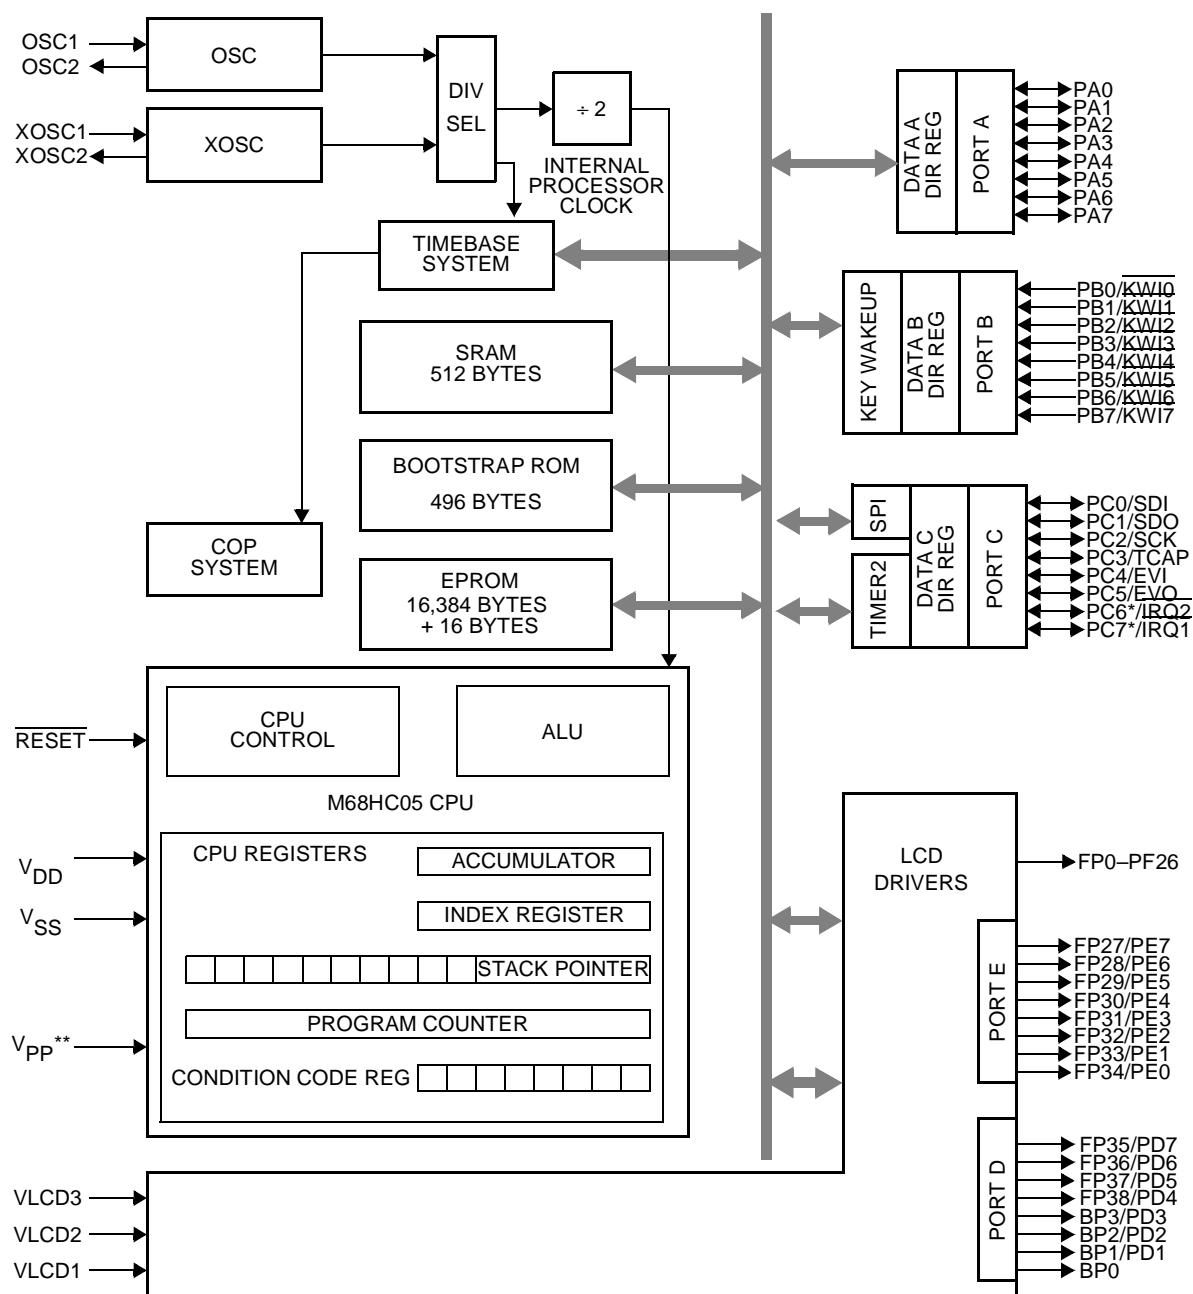 OSC1
OSC2
OSC
XOSC1
XOSC2
XOSC
DIV
SEL
÷ 2
INTERNAL
PROCESSOR
CLOCK
TIMEBASE
SYSTEM
SRAM
512 BYTES
BOOTSTRAP ROM
496 BYTES
COP
SYSTEM
EPROM
16,384 BYTES
+ 16 BYTES
RESET
CPU
CONTROL
ALU
M68HC05 CPU
VDD
VSS
VPP**
CPU REGISTERS
ACCUMULATOR
INDEX REGISTER
STACK POINTER
PROGRAM COUNTER
CONDITION CODE REG
VLCD3
VLCD2
VLCD1
DATA A
DIR REG
PORT A
PA0
PA1
PA2
PA3
PA4
PA5
PA6
PA7
KEY WAKEUP
DATA B
DIR REG
PORT B
PB0/KWI0
PB1/KWI1
PB2/KWI2
PB3/KWI3
PB4/KWI4
PB5/KWI5
PB6/KWI6
PB7/KWI7
SPI
TIMER2
DATA C
DIR REG
PORT C
PC0/SDI
PC1/SDO
PC2/SCK
PC3/TCAP
PC4/EVI
PC5/EVO
PC6*/IRQ2
PC7*/IRQ1
LCD
DRIVERS
FP0–PF26
PORT E
FP27/PE7
FP28/PE6
FP29/PE5
FP30/PE4
FP31/PE3
FP32/PE2
FP33/PE1
FP34/PE0
PORT D
FP35/PD7
FP36/PD6
FP37/PD5
FP38/PD4
BP3/PD3
BP2/PD2
BP1/PD1
BP0